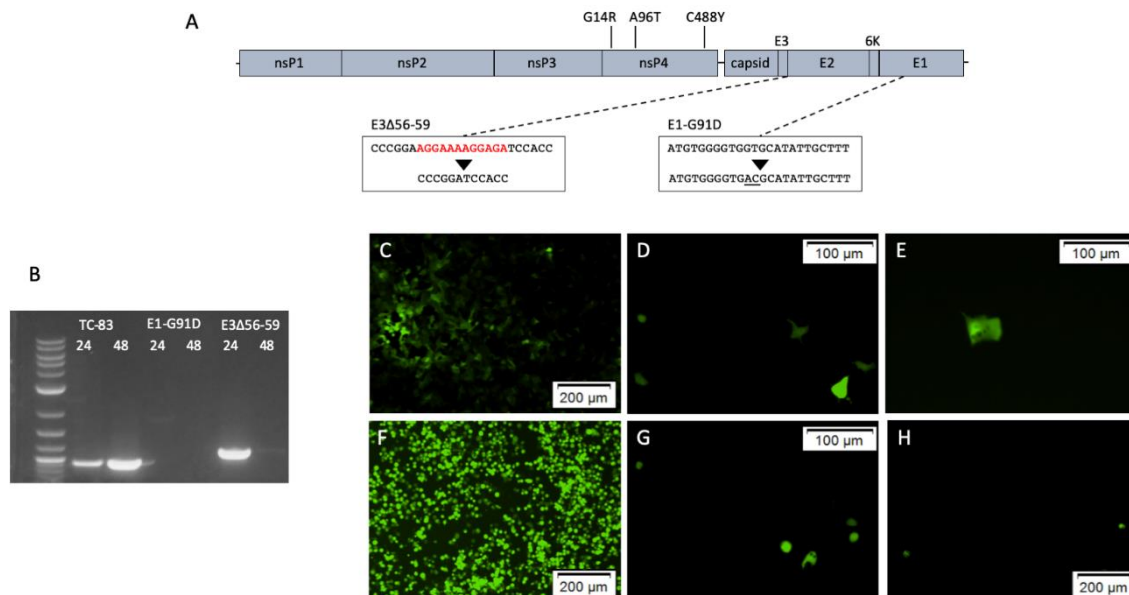 A
G14R A96T C488Y
E3 6K
nsP1 nsP2 nsP3 nsP4 capsid E2 E1
E3Δ56-59 E1-G91D
CCCGGAAGGAAAAGGAGATCCACC ATGTGGGGTGGTGCATATTGCTTT
CCCGGATCCACC ATGTGGGGTGACGCATATTGCTTT
B
TC-83 E1-G91D E3Δ56-59
24 48 24 48 24 48
C D E
200 μm 100 μm 100 μm
F G H
200 μm 100 μm 200 μm